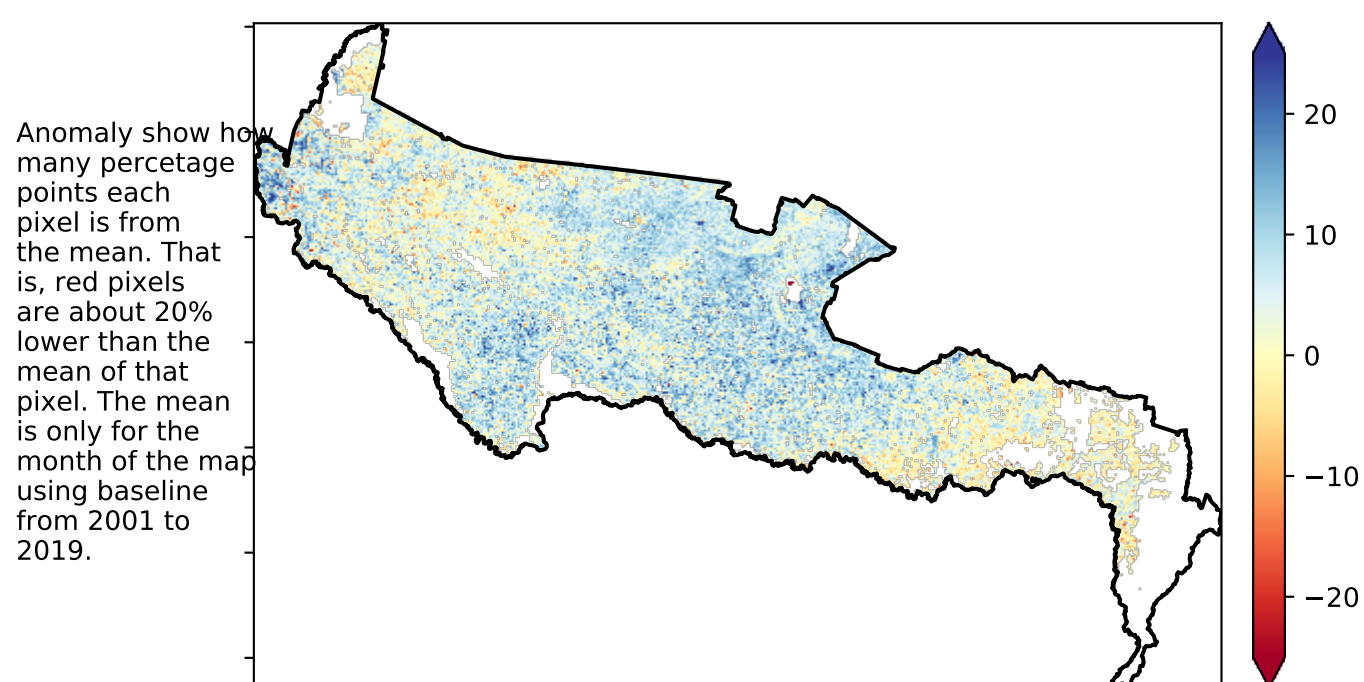 Anomaly show how
many percetage
points each
pixel is from
the mean. That
is, red pixels
are about 20%
lower than the
mean of that
pixel. The mean
is only for the
month of the map
using baseline
from 2001 to
2019.
20
10
0
−10
−20